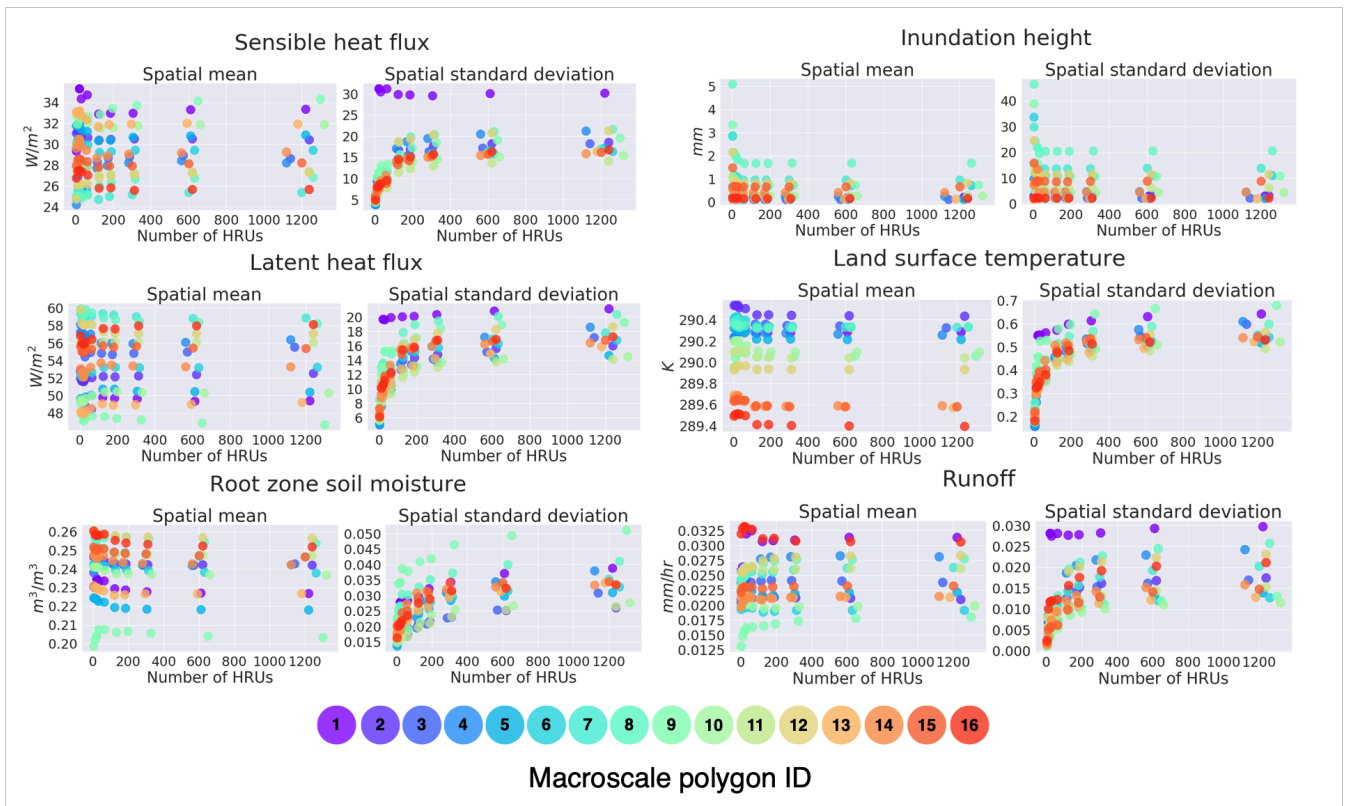 Sensible heat flux
Spatial mean
Spatial standard deviation
W/m²
34
32
30
28
26
24
0 200 400 600 800 1000 1200
Number of HRUs
30
25
20
15
10
5
0 200 400 600 800 1000 1200
Number of HRUs
Inundation height
Spatial mean
Spatial standard deviation
mm
5
4
3
2
1
0
0 200 400 600 800 1000 1200
Number of HRUs
40
30
20
10
0
0 200 400 600 800 1000 1200
Number of HRUs
Latent heat flux
Spatial mean
Spatial standard deviation
W/m²
60
58
56
54
52
50
48
0 200 400 600 800 1000 1200
Number of HRUs
20
18
16
14
12
10
8
6
0 200 400 600 800 1000 1200
Number of HRUs
Land surface temperature
Spatial mean
Spatial standard deviation
K
290.4
290.2
290.0
289.8
289.6
289.4
0 200 400 600 800 1000 1200
Number of HRUs
0.7
0.6
0.5
0.4
0.3
0.2
0 200 400 600 800 1000 1200
Number of HRUs
Root zone soil moisture
Spatial mean
Spatial standard deviation
m³/m³
0.26
0.25
0.24
0.23
0.22
0.21
0.20
0 200 400 600 800 1000 1200
Number of HRUs
0.050
0.045
0.040
0.035
0.030
0.025
0.020
0.015
0 200 400 600 800 1000 1200
Number of HRUs
Runoff
Spatial mean
Spatial standard deviation
mm/hr
0.0325
0.0300
0.0275
0.0250
0.0225
0.0200
0.0175
0.0150
0.0125
0 200 400 600 800 1000 1200
Number of HRUs
0.030
0.025
0.020
0.015
0.010
0.005
0.000
0 200 400 600 800 1000 1200
Number of HRUs
1 2 3 4 5 6 7 8 9 10 11 12 13 14 15 16
Macroscale polygon ID